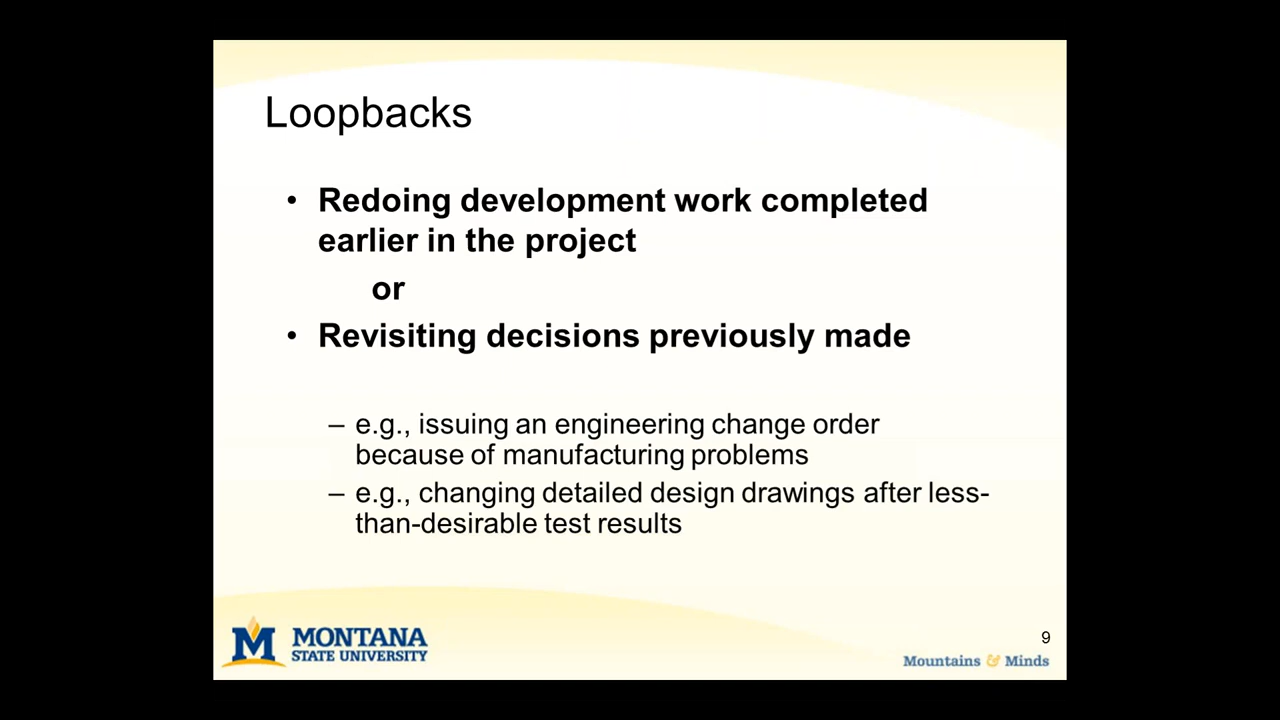 Loopbacks
• Redoing development work completed
earlier in the project
or
• Revisiting decisions previously made
– e.g., issuing an engineering change order
because of manufacturing problems
– e.g., changing detailed design drawings after less-
than-desirable test results
M MONTANA
STATE UNIVERSITY
9
Mountains & Minds